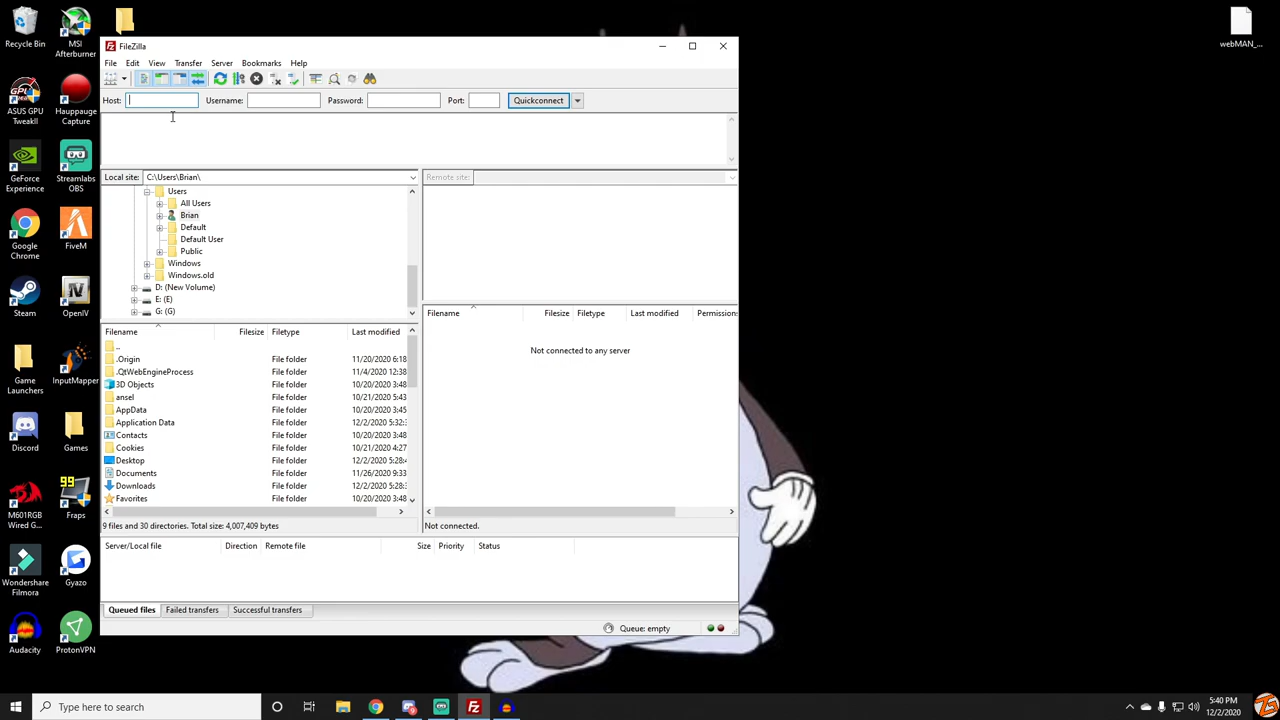 Recycle Bin
MSI Afterburner
ASUS GPU TweakII
Hauppauge Capture
GeForce Experience
Streamlabs OBS
Google Chrome
FiveM
Steam
OpenIV
Game Launchers
InputMapper
Discord
Games
M601RGB Wired G...
99
Fraps
Wondershare Filmora
Gyazo
Audacity
ProtonVPN
webMAN_...
FileZilla
File Edit View Transfer Server Bookmarks Help
Host: Username: Password: Port: Quickconnect
Local site: C:\Users\Brian\
Remote site:
Users
All Users
Brian
Default
Default User
Public
Windows
Windows.old
D: (New Volume)
E: (E)
G: (G)
Filename Filesize Filetype Last modified
..
.Origin File folder 11/20/2020 6:18
.QtWebEngineProcess File folder 11/4/2020 12:38
3D Objects File folder 10/20/2020 3:48
ansel File folder 10/21/2020 5:43
AppData File folder 10/20/2020 3:45
Application Data File folder 12/2/2020 5:32:
Contacts File folder 10/20/2020 3:48
Cookies File folder 10/21/2020 4:27
Desktop File folder 12/2/2020 5:28:
Documents File folder 11/26/2020 9:33
Downloads File folder 12/2/2020 5:28:
Favorites File folder 10/20/2020 3:48
9 files and 30 directories. Total size: 4,007,409 bytes
Filename Filesize Filetype Last modified Permission:
Not connected to any server
Not connected.
Server/Local file Direction Remote file Size Priority Status
Queued files Failed transfers Successful transfers
Queue: empty
Type here to search
5:40 PM
12/2/2020